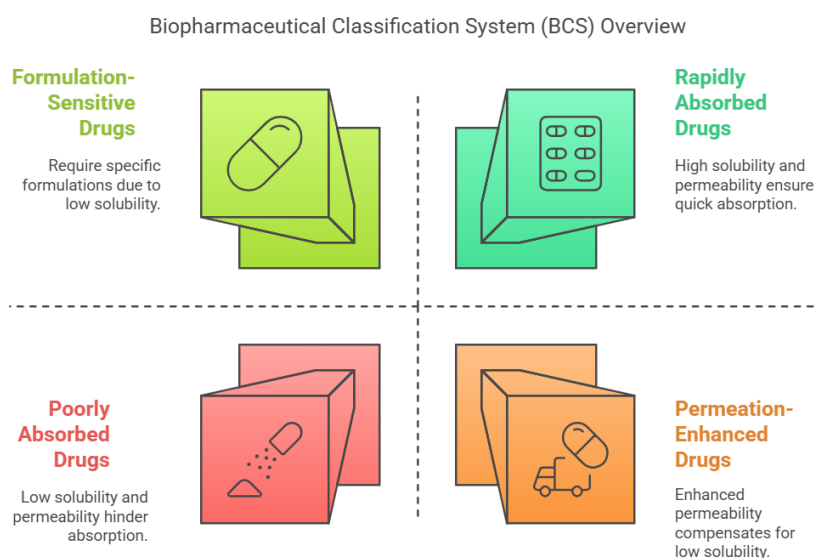 Biopharmaceutical Classification System (BCS) Overview
Formulation-
Sensitive
Drugs
Require specific
formulations due to
low solubility.
Rapidly
Absorbed
Drugs
High solubility and
permeability ensure
quick absorption.
Poorly
Absorbed
Drugs
Low solubility and
permeability hinder
absorption.
Permeation-
Enhanced
Drugs
Enhanced
permeability
compensates for
low solubility.